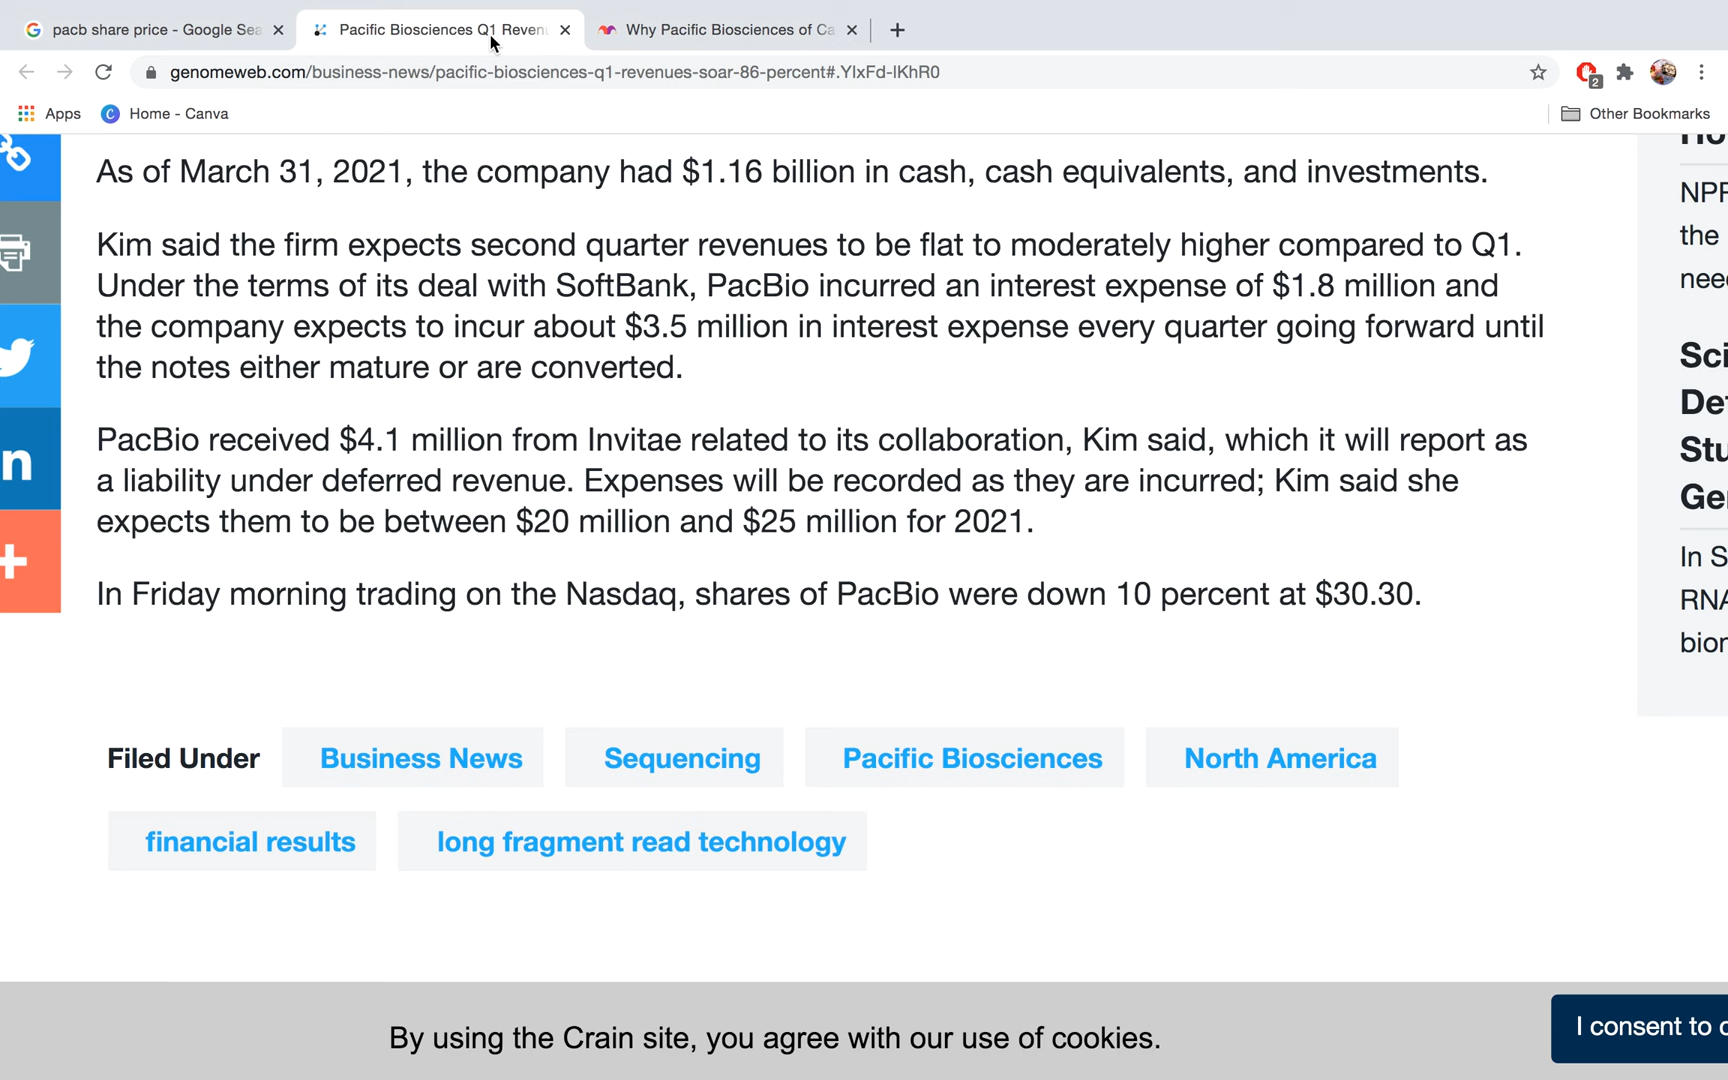 pacb share price - Google Sea
Pacific Biosciences Q1 Reven
Why Pacific Biosciences of Ca
genomeweb.com/business-news/pacific-biosciences-q1-revenues-soar-86-percent#.YIxFd-lKhR0
2
Apps
Home - Canva
Other Bookmarks
As of March 31, 2021, the company had $1.16 billion in cash, cash equivalents, and investments.
Kim said the firm expects second quarter revenues to be flat to moderately higher compared to Q1.
Under the terms of its deal with SoftBank, PacBio incurred an interest expense of $1.8 million and
the company expects to incur about $3.5 million in interest expense every quarter going forward until
the notes either mature or are converted.
PacBio received $4.1 million from Invitae related to its collaboration, Kim said, which it will report as
a liability under deferred revenue. Expenses will be recorded as they are incurred; Kim said she
expects them to be between $20 million and $25 million for 2021.
In Friday morning trading on the Nasdaq, shares of PacBio were down 10 percent at $30.30.
Filed Under
Business News
Sequencing
Pacific Biosciences
North America
financial results
long fragment read technology
NPR
the
nee
Sci
De
Stu
Ge
In S
RNA
bior
By using the Crain site, you agree with our use of cookies.
I consent to c